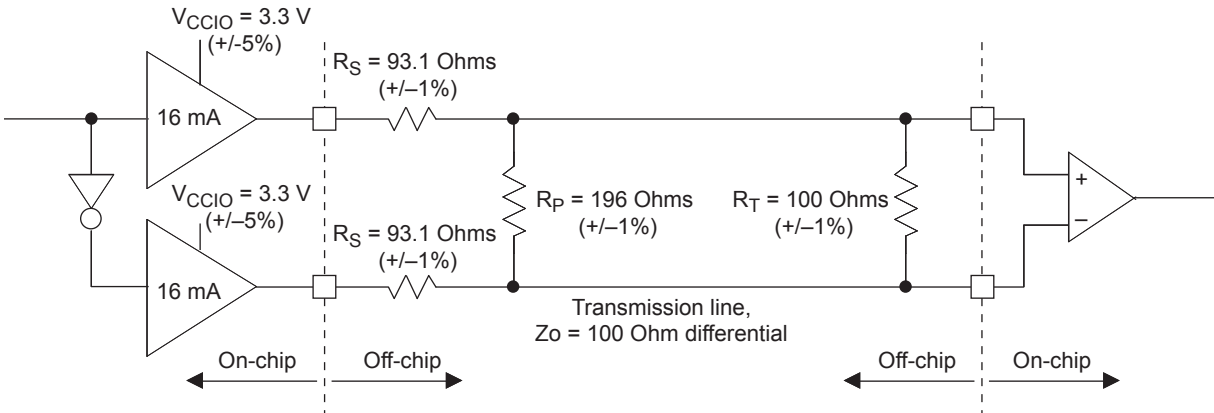 VCCIO = 3.3 V
(+/-5%)
RS = 93.1 Ohms
(+/–1%)
16 mA
VCCIO = 3.3 V
(+/–5%)
RP = 196 Ohms
(+/–1%)
RT = 100 Ohms
(+/–1%)
+
–
RS = 93.1 Ohms
(+/–1%)
16 mA
Transmission line,
Zo = 100 Ohm differential
On-chip
Off-chip
Off-chip
On-chip